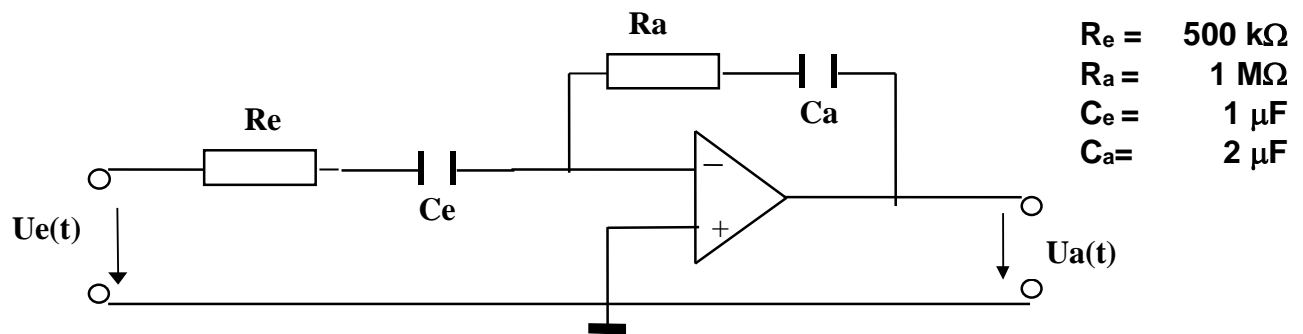 Ra
Ca
Re
Ce
Ue(t)
Ua(t)
−
+
Re = 500 kΩ
Ra = 1 MΩ
Ce = 1 μF
Ca= 2 μF